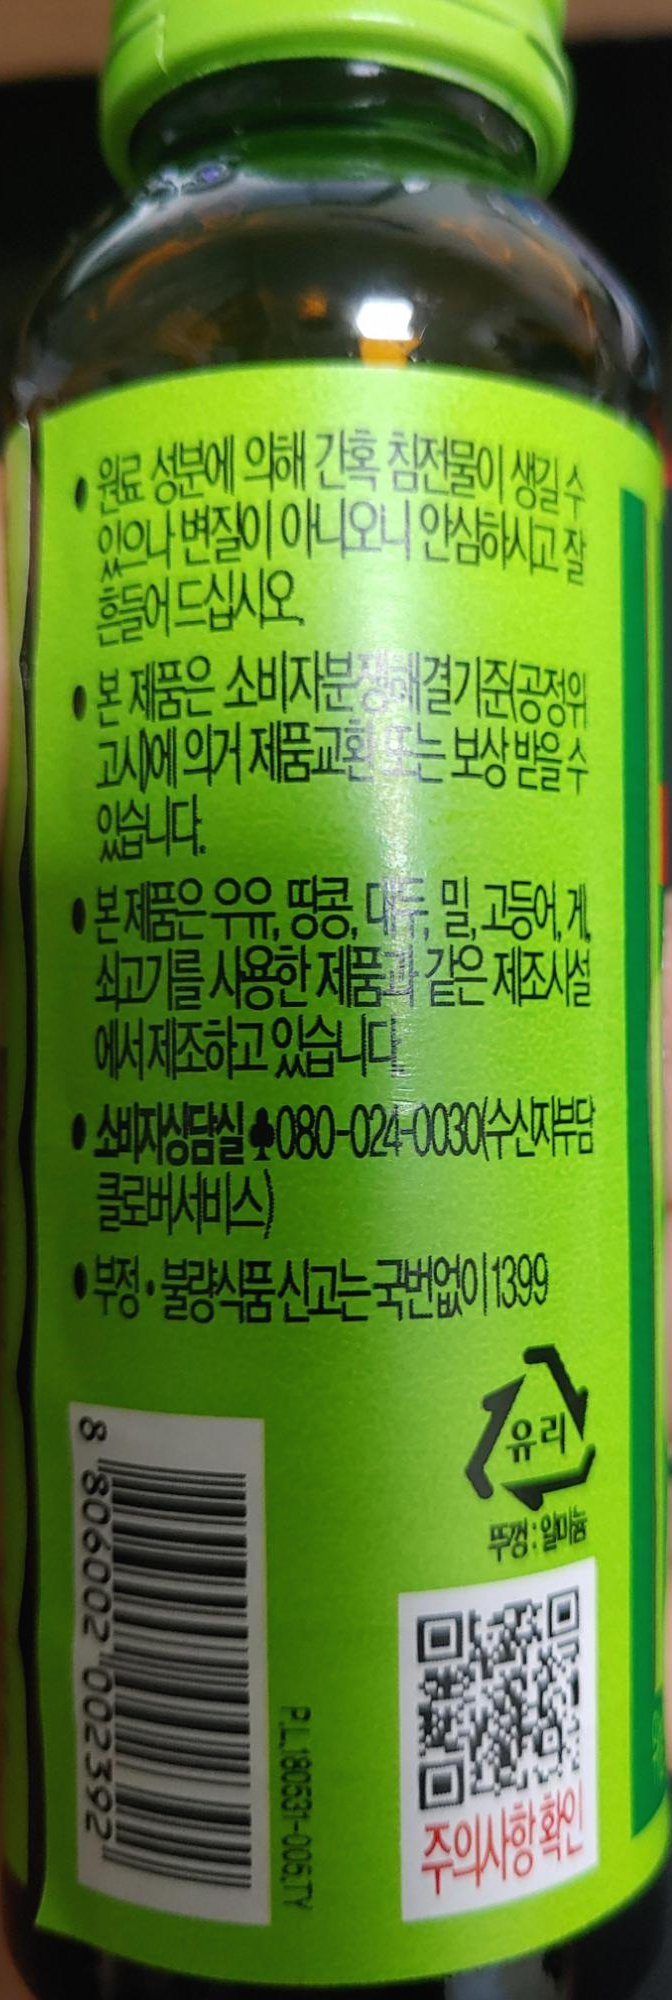 • 원료 성분에 의해 간혹 침전물이 생길 수
있으나 변질이 아니오니 안심하시고 잘
흔들어 드십시오.
• 본 제품은 소비자분쟁해결기준(공정위
고시)에 의거 제품교환 또는 보상 받을 수
있습니다.
• 본 제품은 우유, 땅콩, 대두, 밀, 고등어, 게,
쇠고기를 사용한 제품과 같은 제조시설
에서 제조하고 있습니다.
• 소비자상담실 ♣080-024-0030(수신자부담
클로버서비스)
• 부정•불량식품 신고는 국번없이 1399
유리
뚜껑 : 알미늄
8 806002 002392
P.L.180531-006.TY
주의사항 확인